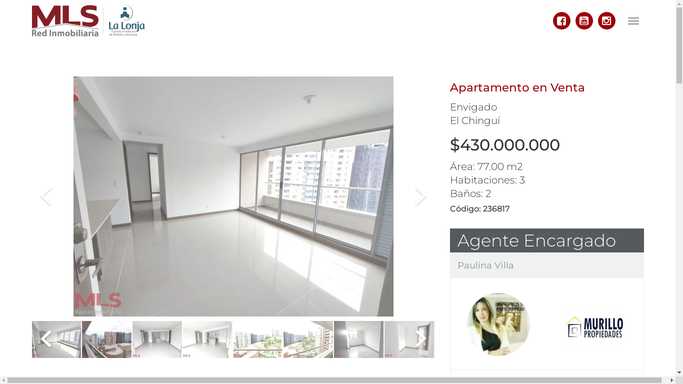 MLS
Red Inmobiliaria
La Lonja
Apartamento en Venta
Envigado
El Chinguí
$430.000.000
Área: 77.00 m2
Habitaciones: 3
Baños: 2
Código: 236817
MLS
Agente Encargado
Paulina Villa
MURILLO
PROPIEDADES